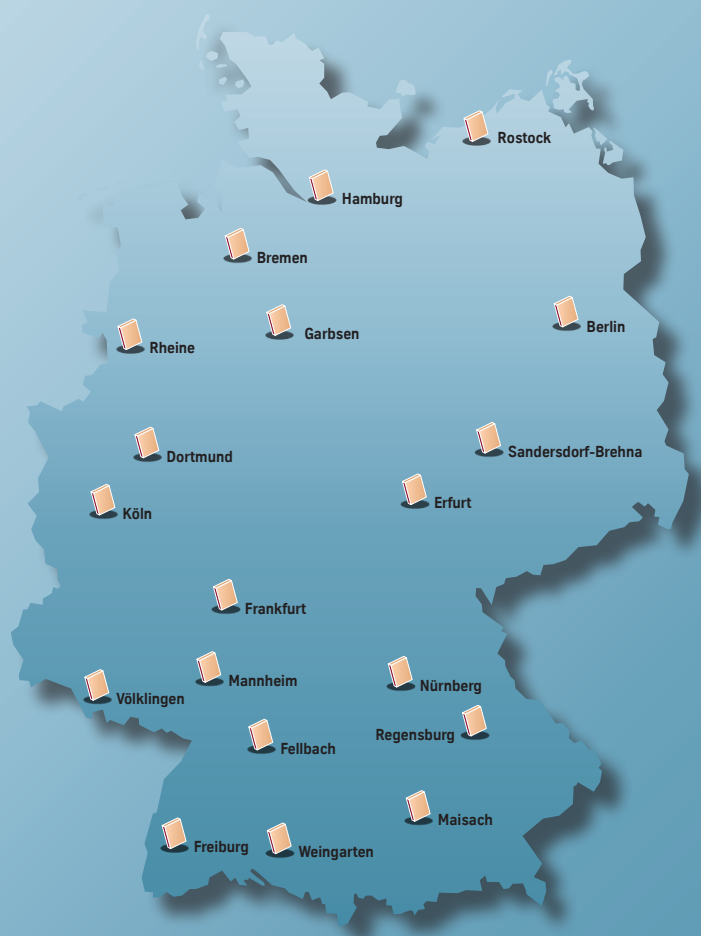 Rostock
Hamburg
Bremen
Berlin
Garbsen
Rheine
Sandersdorf-Brehna
Dortmund
Erfurt
Köln
Frankfurt
Mannheim
Nürnberg
Völklingen
Regensburg
Fellbach
Maisach
Freiburg
Weingarten